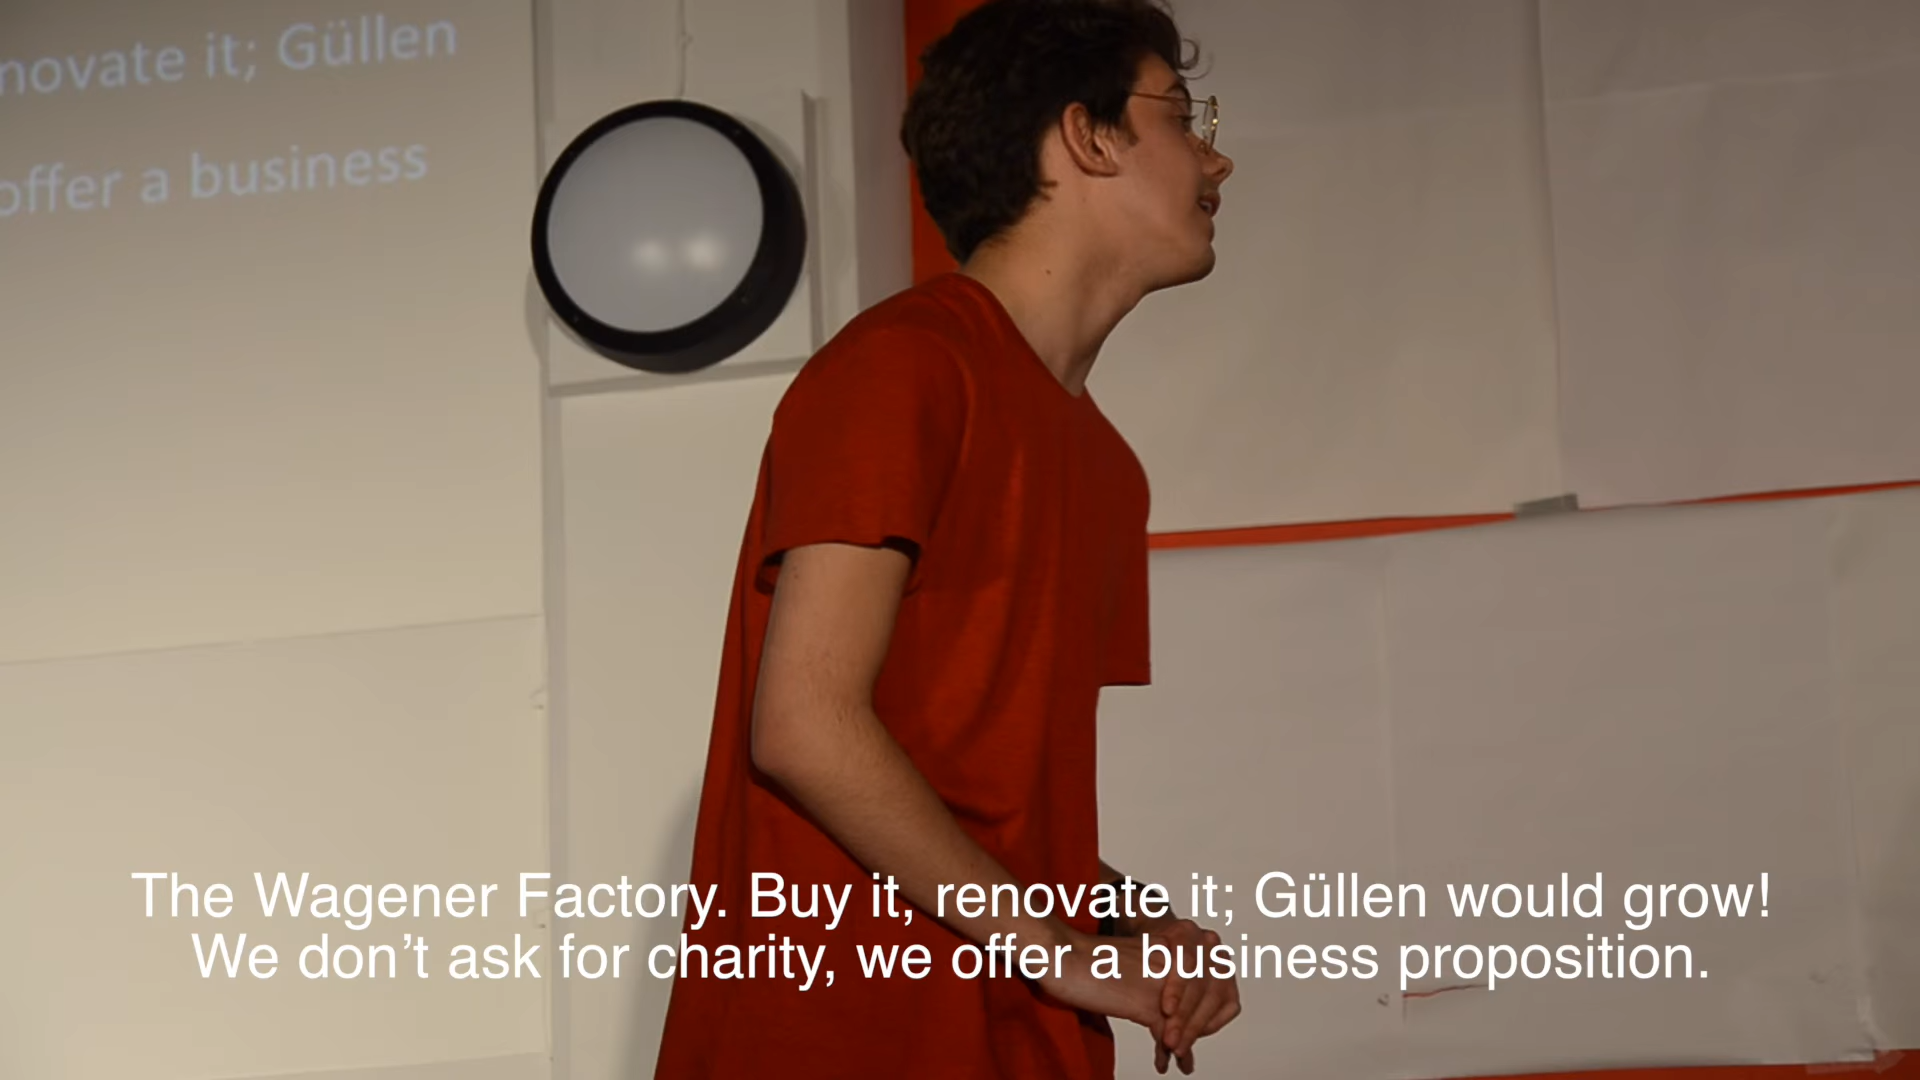 novate it; Güllen
offer a business
The Wagener Factory. Buy it, renovate it; Güllen would grow!
We don’t ask for charity, we offer a business proposition.